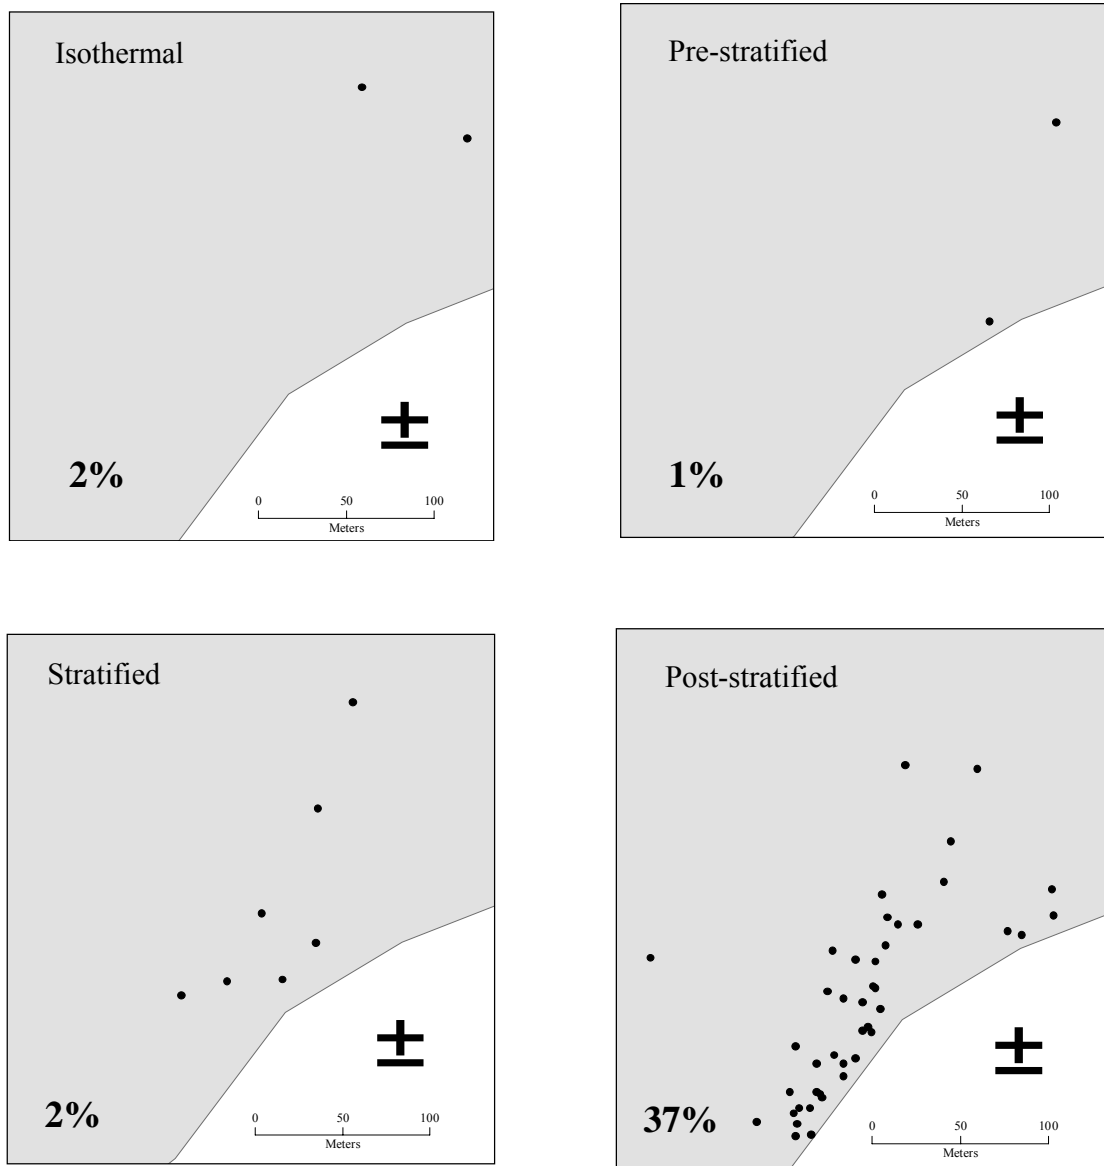 Isothermal
2%
0 50 100
Meters
±
Pre-stratified
1%
0 50 100
Meters
±
Stratified
2%
0 50 100
Meters
±
Post-stratified
37%
0 50 100
Meters
±